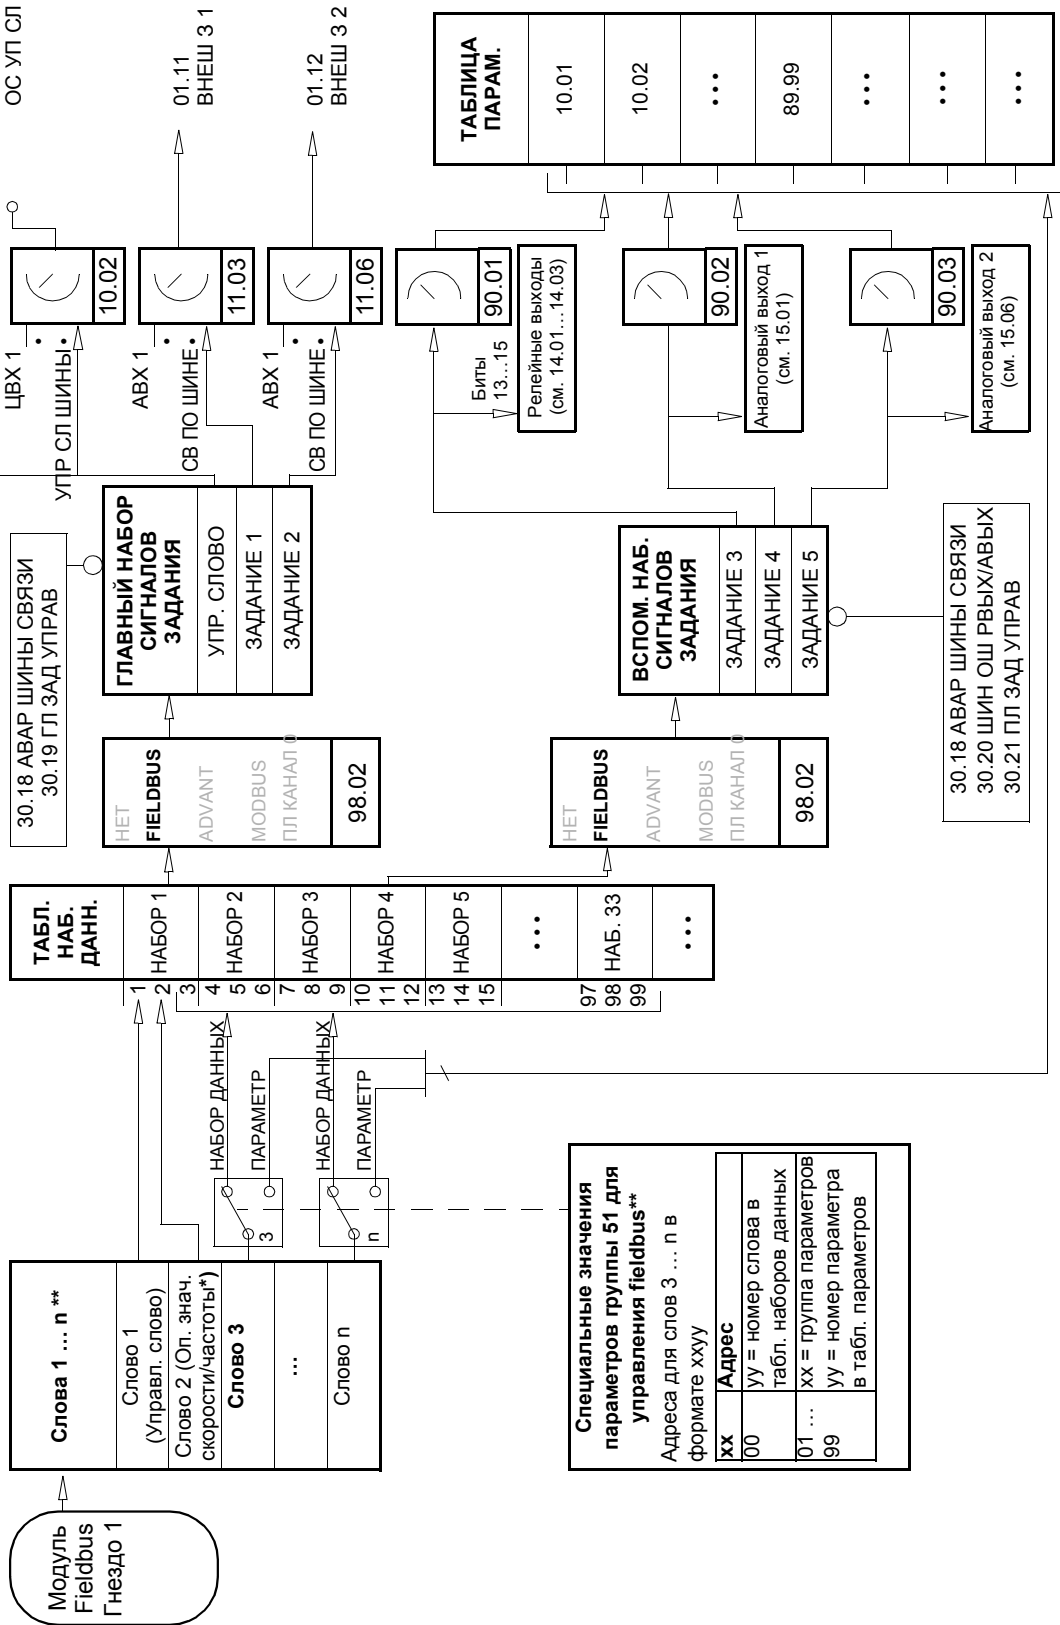 Модуль
Fieldbus
Гнездо 1
Слова 1 … n **
Слово 1
(Управл. слово)
Слово 2 (Оп. знач.
скорости/частоты*)
Слово 3
...
Слово n
3
n
НАБОР ДАННЫХ
ПАРАМЕТР
НАБОР ДАННЫХ
ПАРАМЕТР
Специальные значения
параметров группы 51 для
управления fieldbus**
Адреса для слов 3 … n в
формате xxyy
xx Адрес
00 yy = номер слова в
табл. наборов данных
01 … xx = группа параметров
99 yy = номер параметра
в табл. параметров
ТАБЛ.
НАБ.
ДАНН.
1
2
3
НАБОР 1
4
5
6
НАБОР 2
7
8
9
НАБОР 3
10
11
12
НАБОР 4
13
14
15
НАБОР 5
• • •
97
98
99
НАБ. 33
• • •
НЕТ
FIELDBUS
ADVANT
MODBUS
ПЛ КАНАЛ 0
98.02
НЕТ
FIELDBUS
ADVANT
MODBUS
ПЛ КАНАЛ 0
98.02
30.18 АВАР ШИНЫ СВЯЗИ
30.19 ГЛ ЗАД УПРАВ
ГЛАВНЫЙ НАБОР
СИГНАЛОВ
ЗАДАНИЯ
УПР. СЛОВО
ЗАДАНИЕ 1
ЗАДАНИЕ 2
ВСПОМ. НАБ.
СИГНАЛОВ
ЗАДАНИЯ
ЗАДАНИЕ 3
ЗАДАНИЕ 4
ЗАДАНИЕ 5
30.18 АВАР ШИНЫ СВЯЗИ
30.20 ШИН ОШ РВЫХ/АВЫХ
30.21 ПЛ ЗАД УПРАВ
ЦВХ 1
УПР СЛ ШИНЫ
10.02
ОС УП СЛ
АВХ 1
СВ ПО ШИНЕ
11.03
01.11
ВНЕШ З 1
АВХ 1
СВ ПО ШИНЕ
11.06
01.12
ВНЕШ З 2
Биты
13…15
90.01
Релейные выходы
(см. 14.01…14.03)
90.02
Аналоговый выход 1
(см. 15.01)
90.03
Аналоговый выход 2
(см. 15.06)
ТАБЛИЦА
ПАРАМ.
10.01
10.02
• • •
89.99
• • •
• • •
• • •